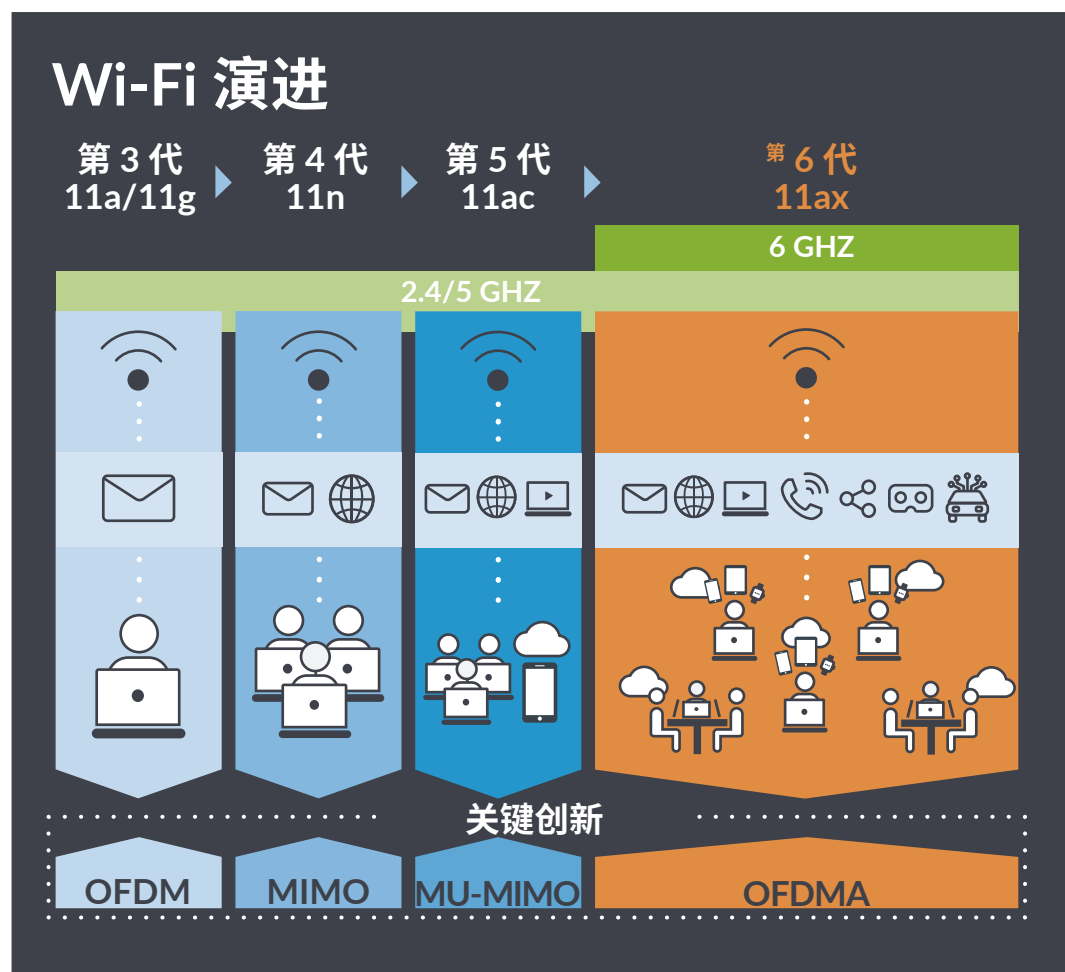 Wi-Fi 演进
第 3 代
11a/11g
第 4 代
11n
第 5 代
11ac
第 6 代
11ax
6 GHZ
2.4/5 GHZ
关键创新
OFDM
MIMO
MU-MIMO
OFDMA